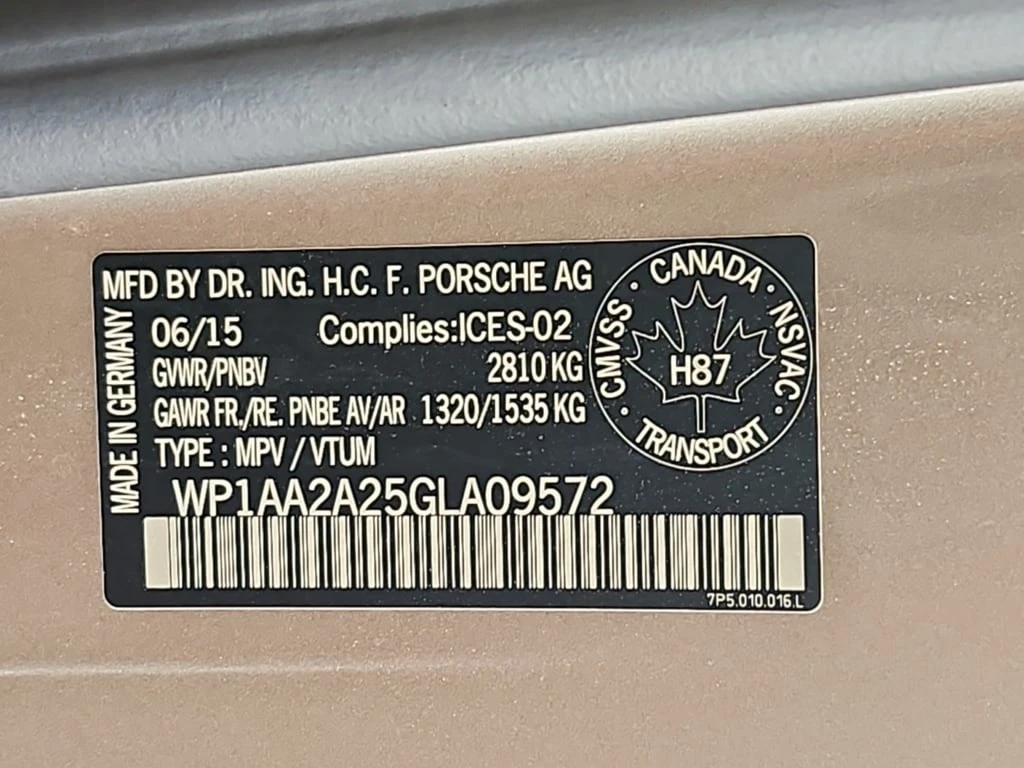 MFD BY DR. ING. H.C. F. PORSCHE AG
MADE IN GERMANY
06/15 Complies:ICES-02
GVWR/PNBV 2810 KG
GAWR FR./RE. PNBE AV/AR 1320/1535 KG
TYPE : MPV / VTUM
WP1AA2A25GLA09572
7P5.010.016.L
· CANADA ·
CMVSS · NSVAC ·
H87
TRANSPORT